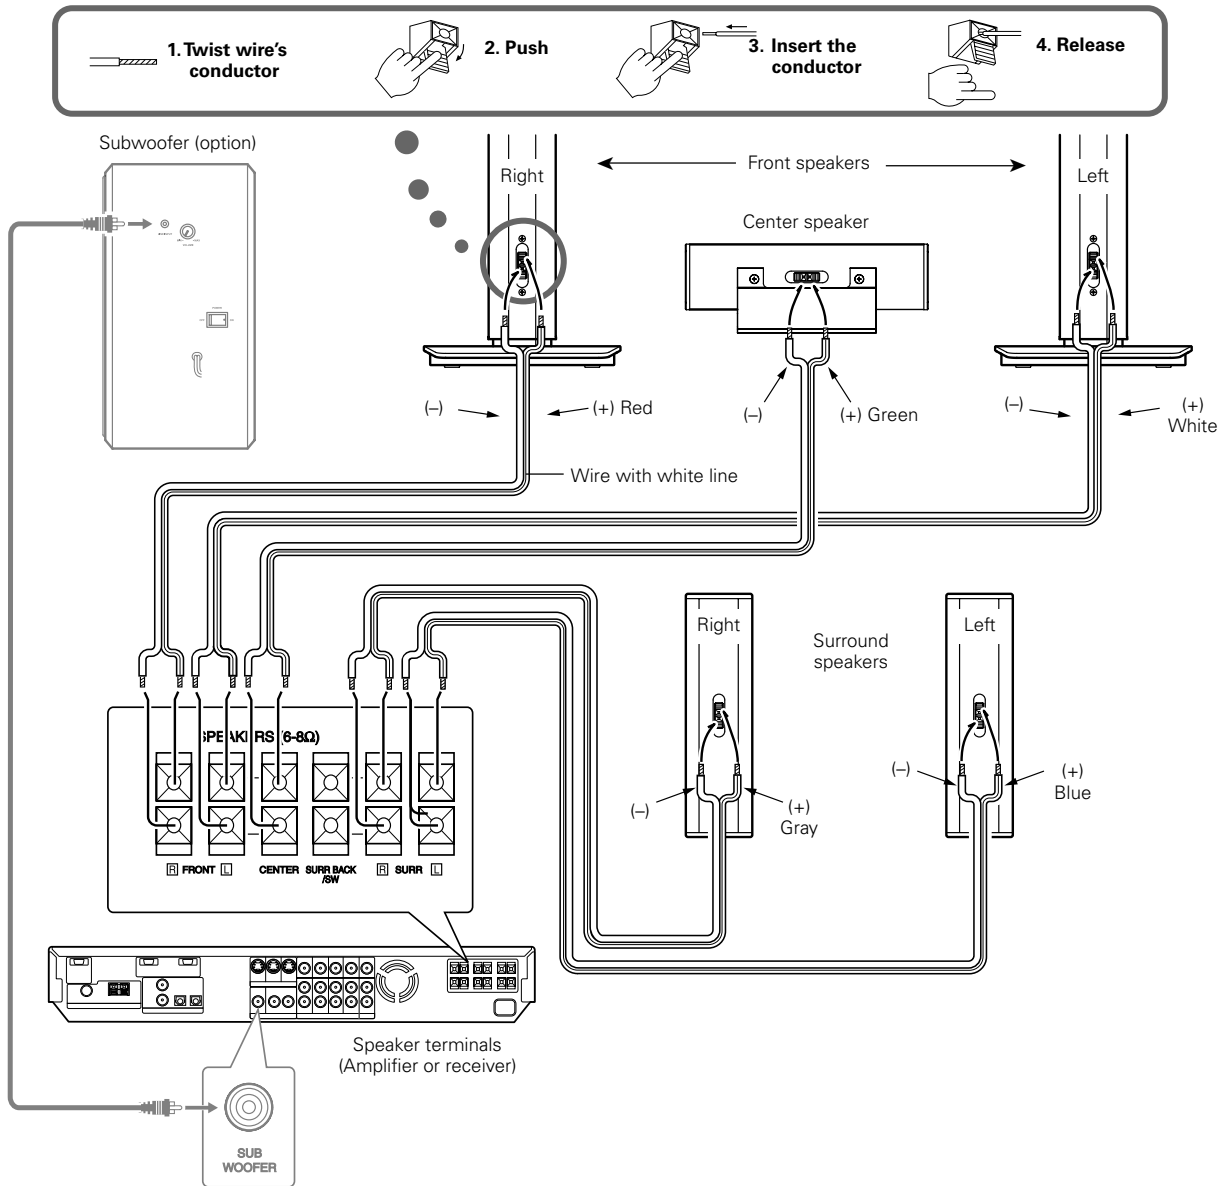 1. Twist wire's
conductor
2. Push
3. Insert the
conductor
4. Release
Subwoofer (option)
Right
Front speakers
Left
Center speaker
(–)
(+) Red
(–)
(+) Green
(–)
(+)
White
Wire with white line
Right
Surround
speakers
Left
SPEAKERS (6-8Ω)
(–)
(+)
Gray
(–)
(+)
Blue
R FRONT L
CENTER
SURR BACK
/SW
R SURR L
Speaker terminals
(Amplifier or receiver)
SUB
WOOFER